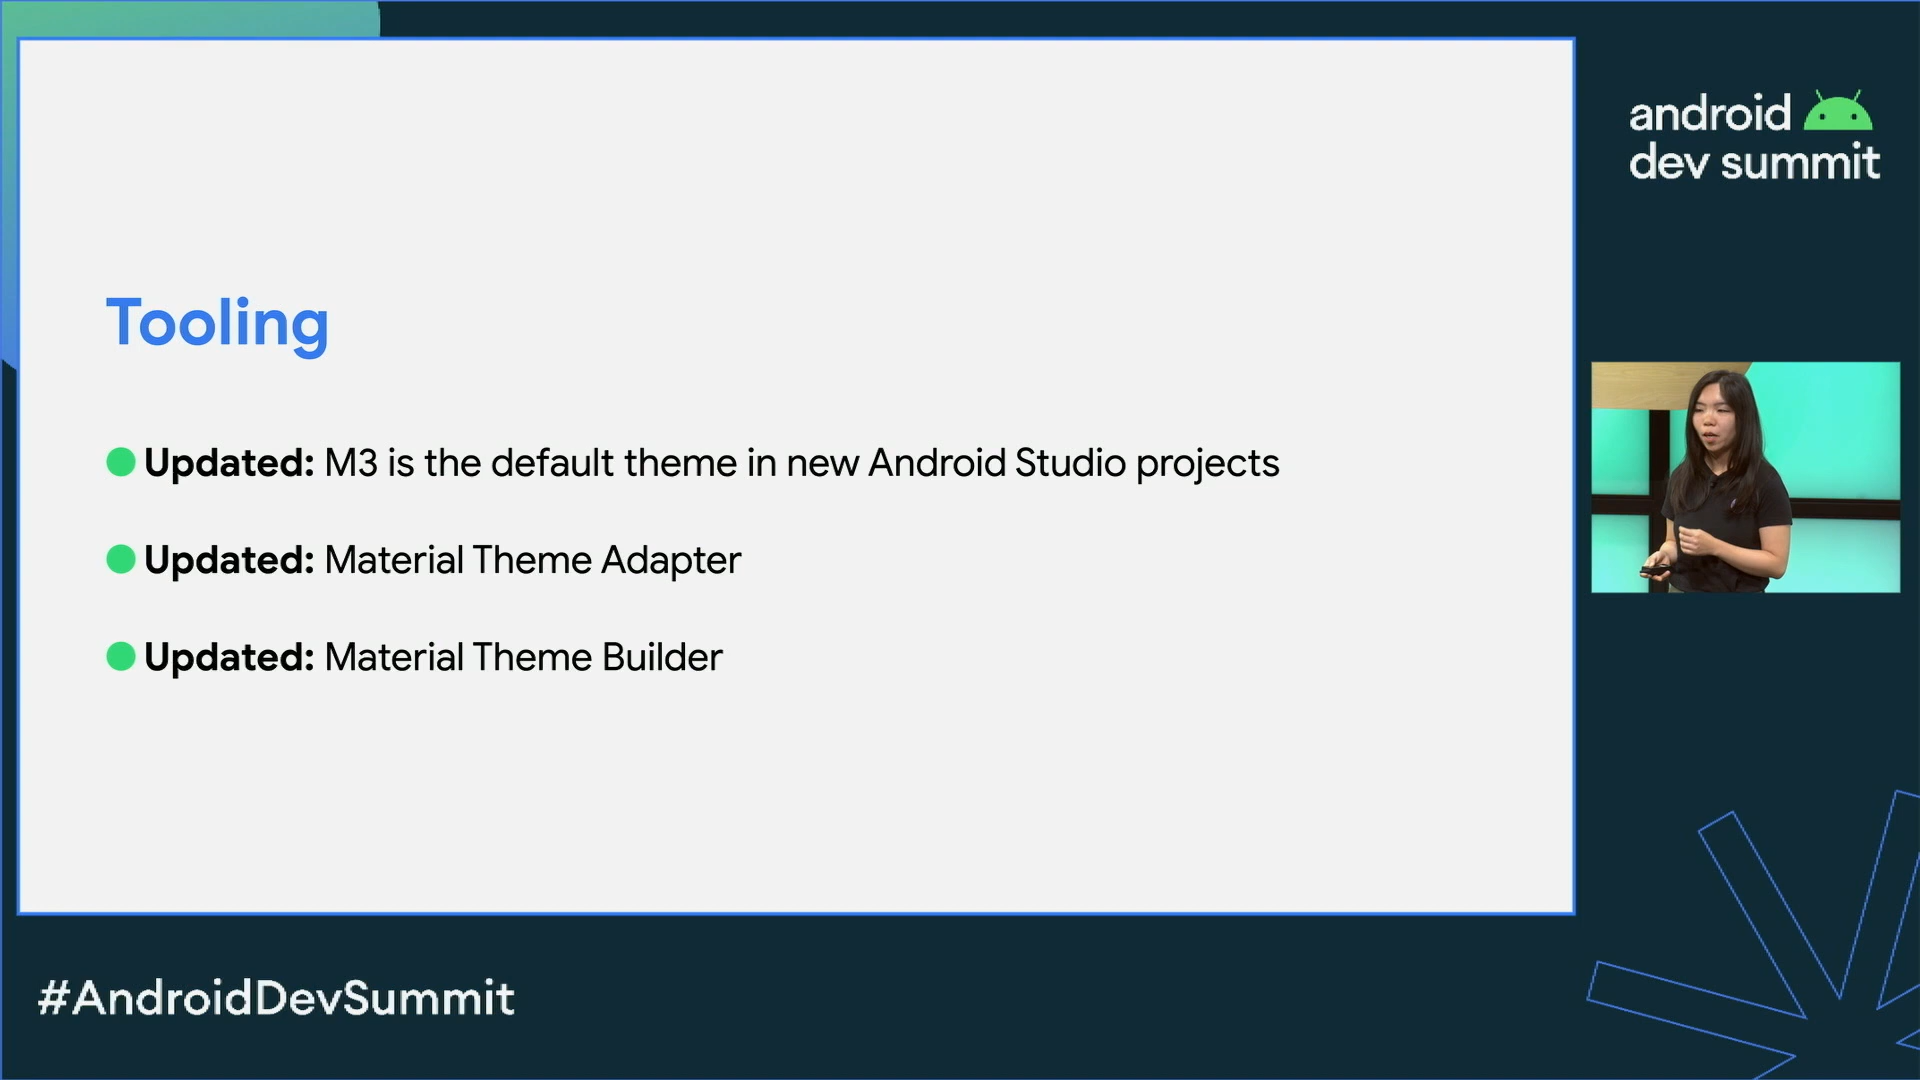 android
dev summit
Tooling
Updated: M3 is the default theme in new Android Studio projects
Updated: Material Theme Adapter
Updated: Material Theme Builder
#AndroidDevSummit